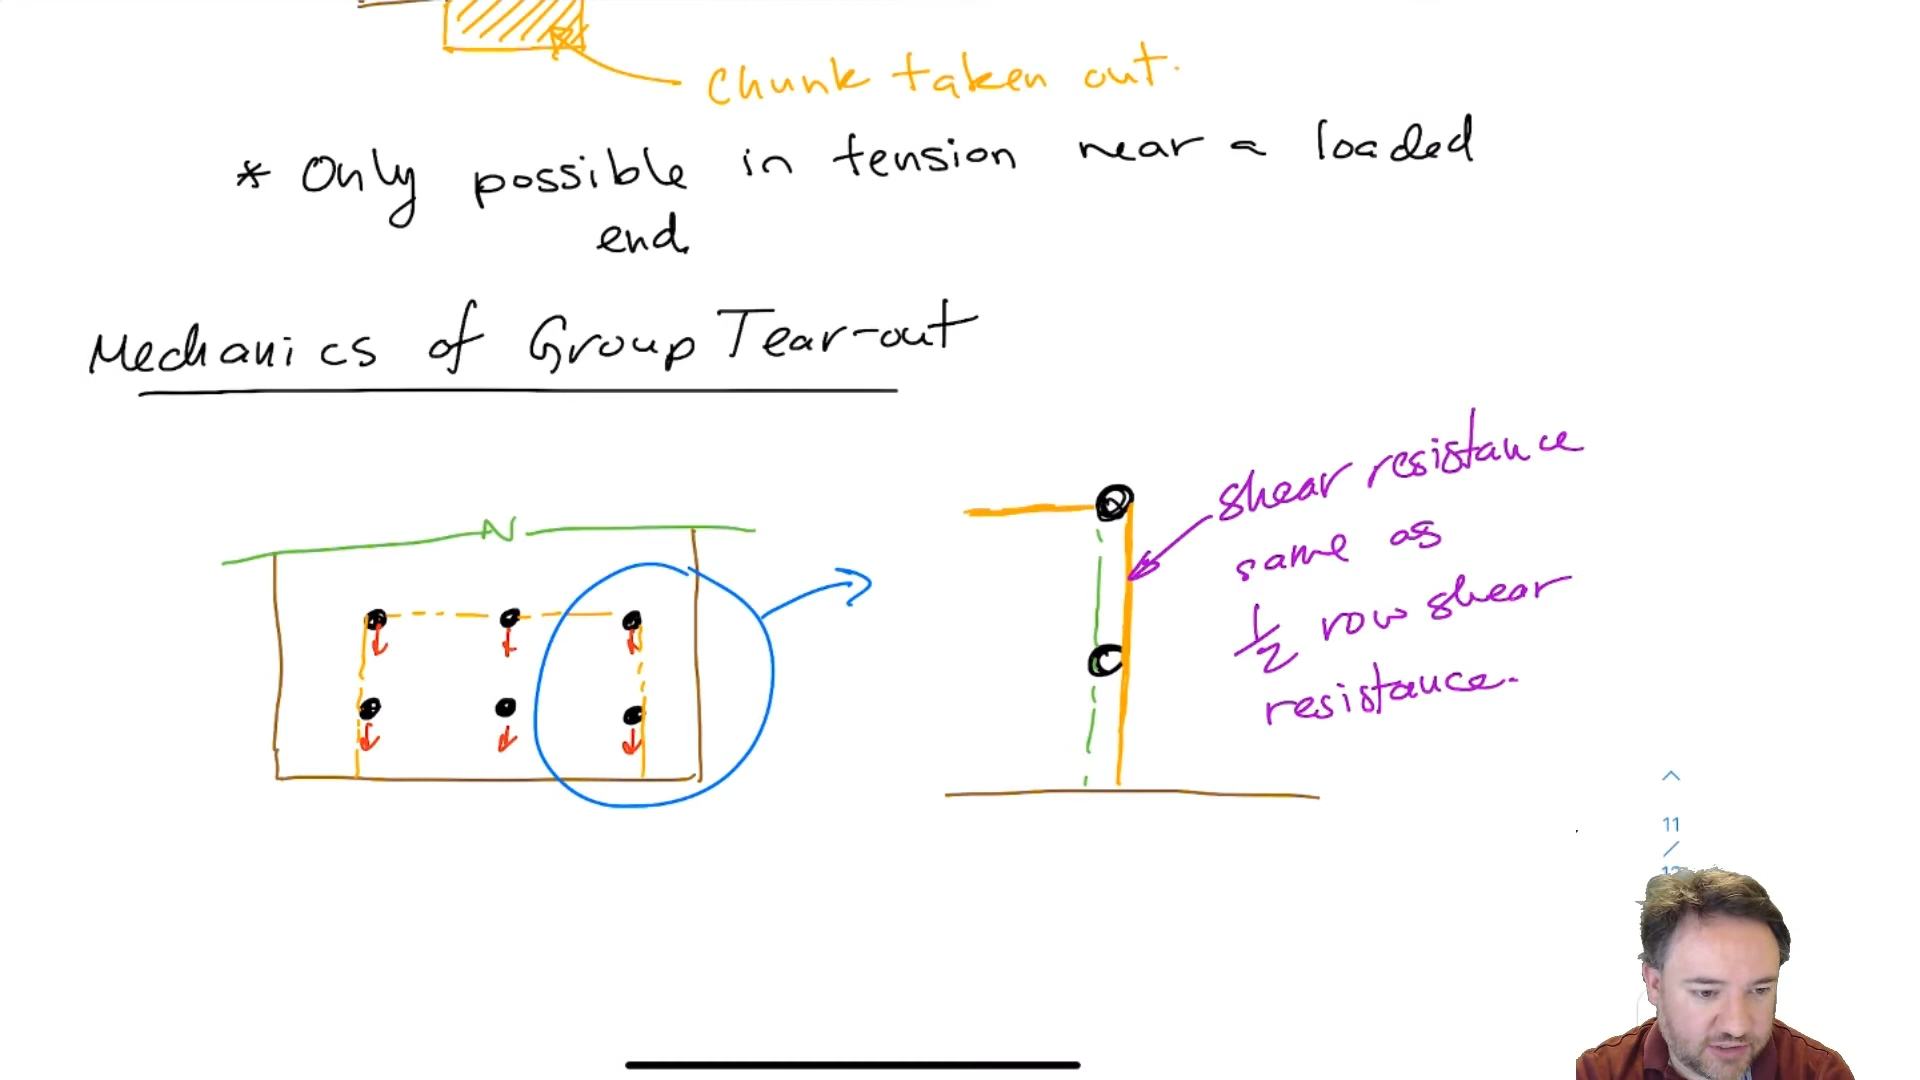 Chunk taken out.
* Only possible in tension near a loaded
end.
Mechanics of Group Tear-out
shear resistance
same as
1/2 row shear
resistance.
11
/